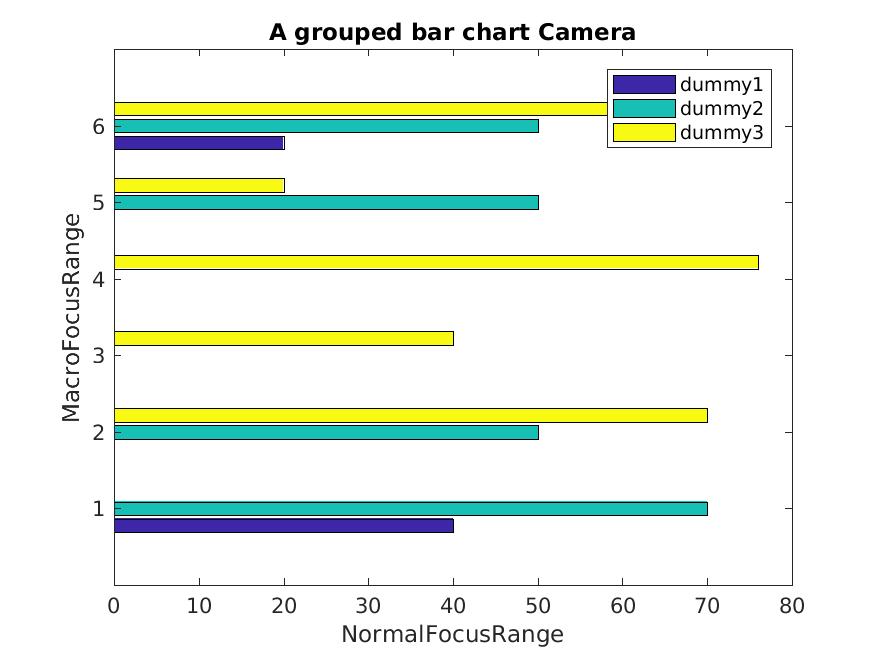 A grouped bar chart Camera
dummy1
dummy2
dummy3
6
5
4
3
2
1
MacroFocusRange
0 10 20 30 40 50 60 70 80
NormalFocusRange